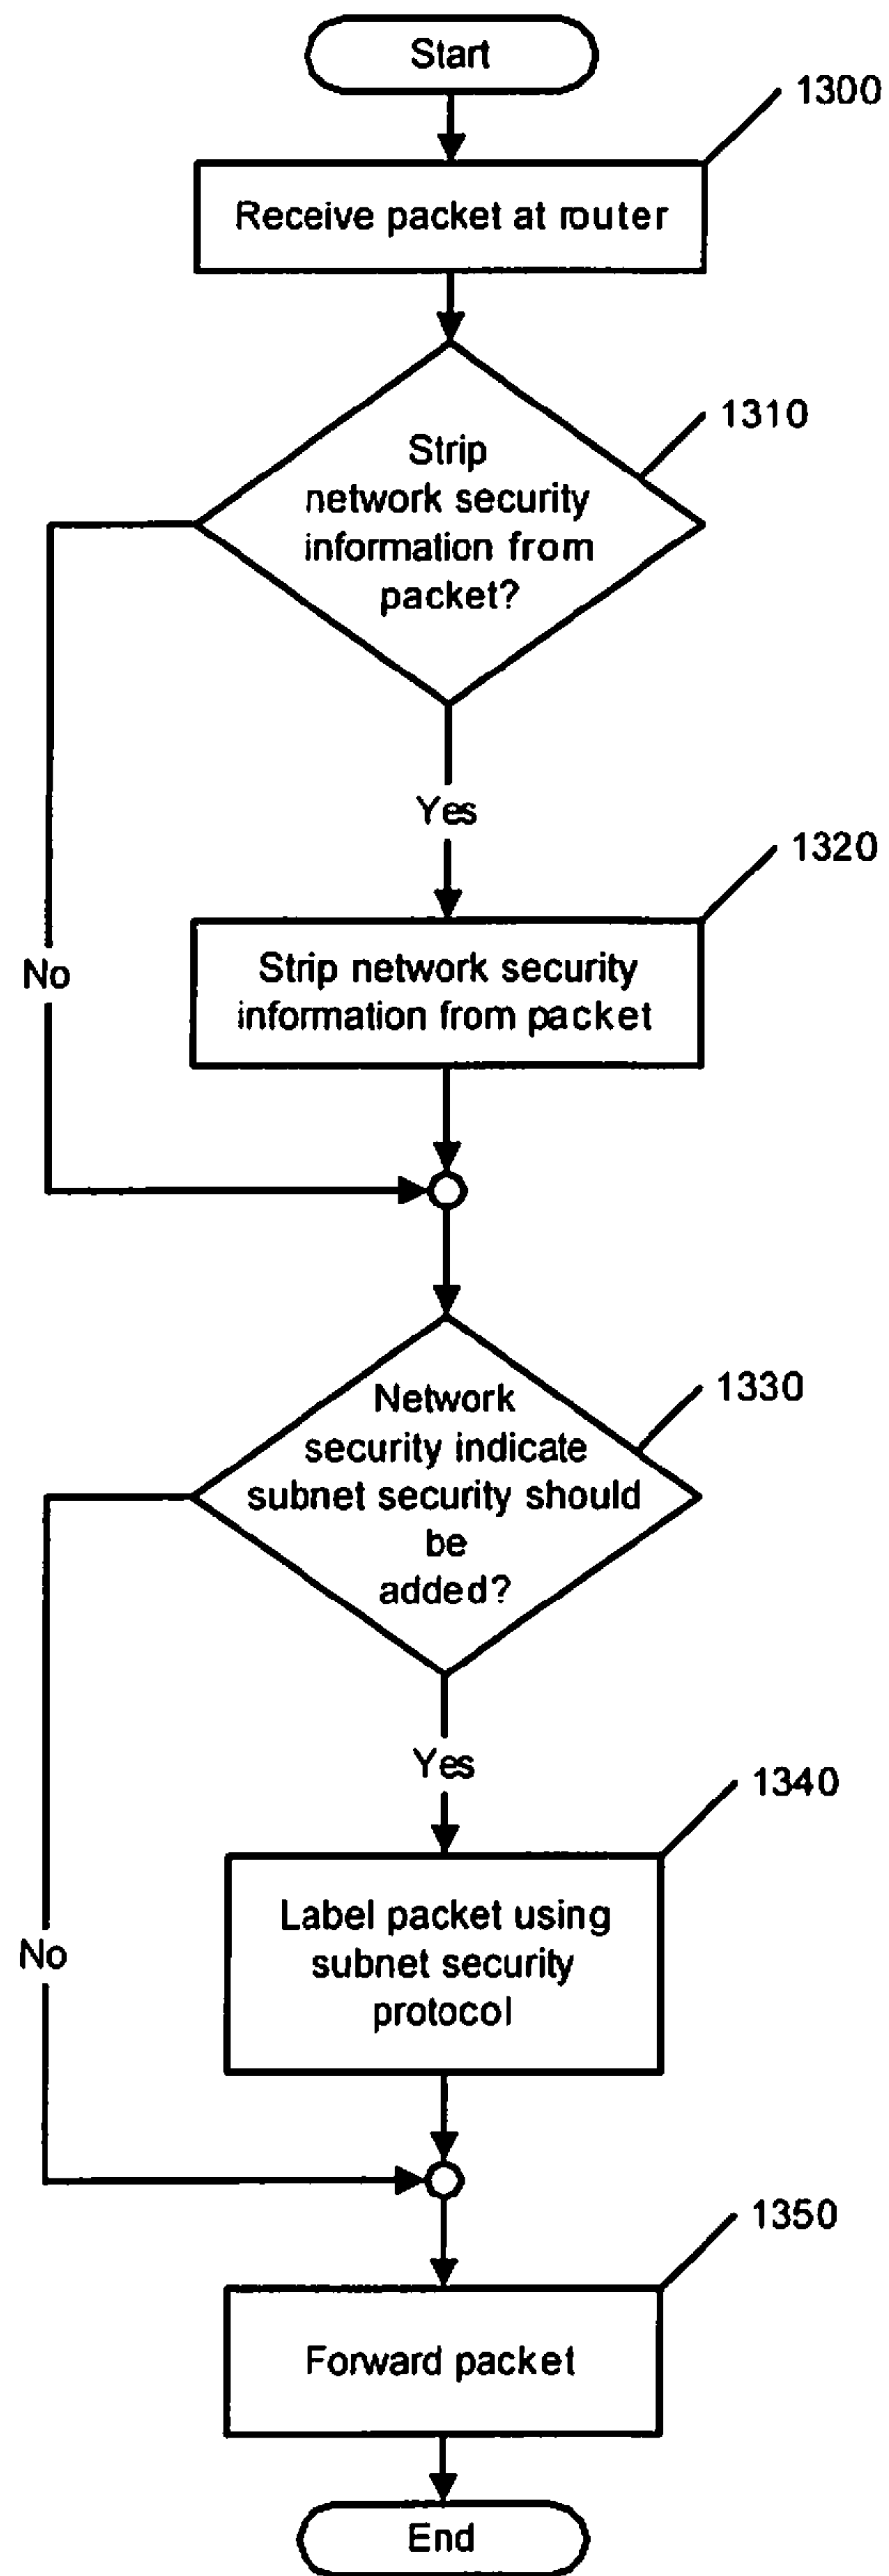 Start
1300
Receive packet at router
1310
Strip
network security
information from
packet?
Yes
1320
No
Strip network security
information from packet
1330
Network
security indicate
subnet security should
be
added?
Yes
1340
No
Label packet using
subnet security
protocol
1350
Forward packet
End